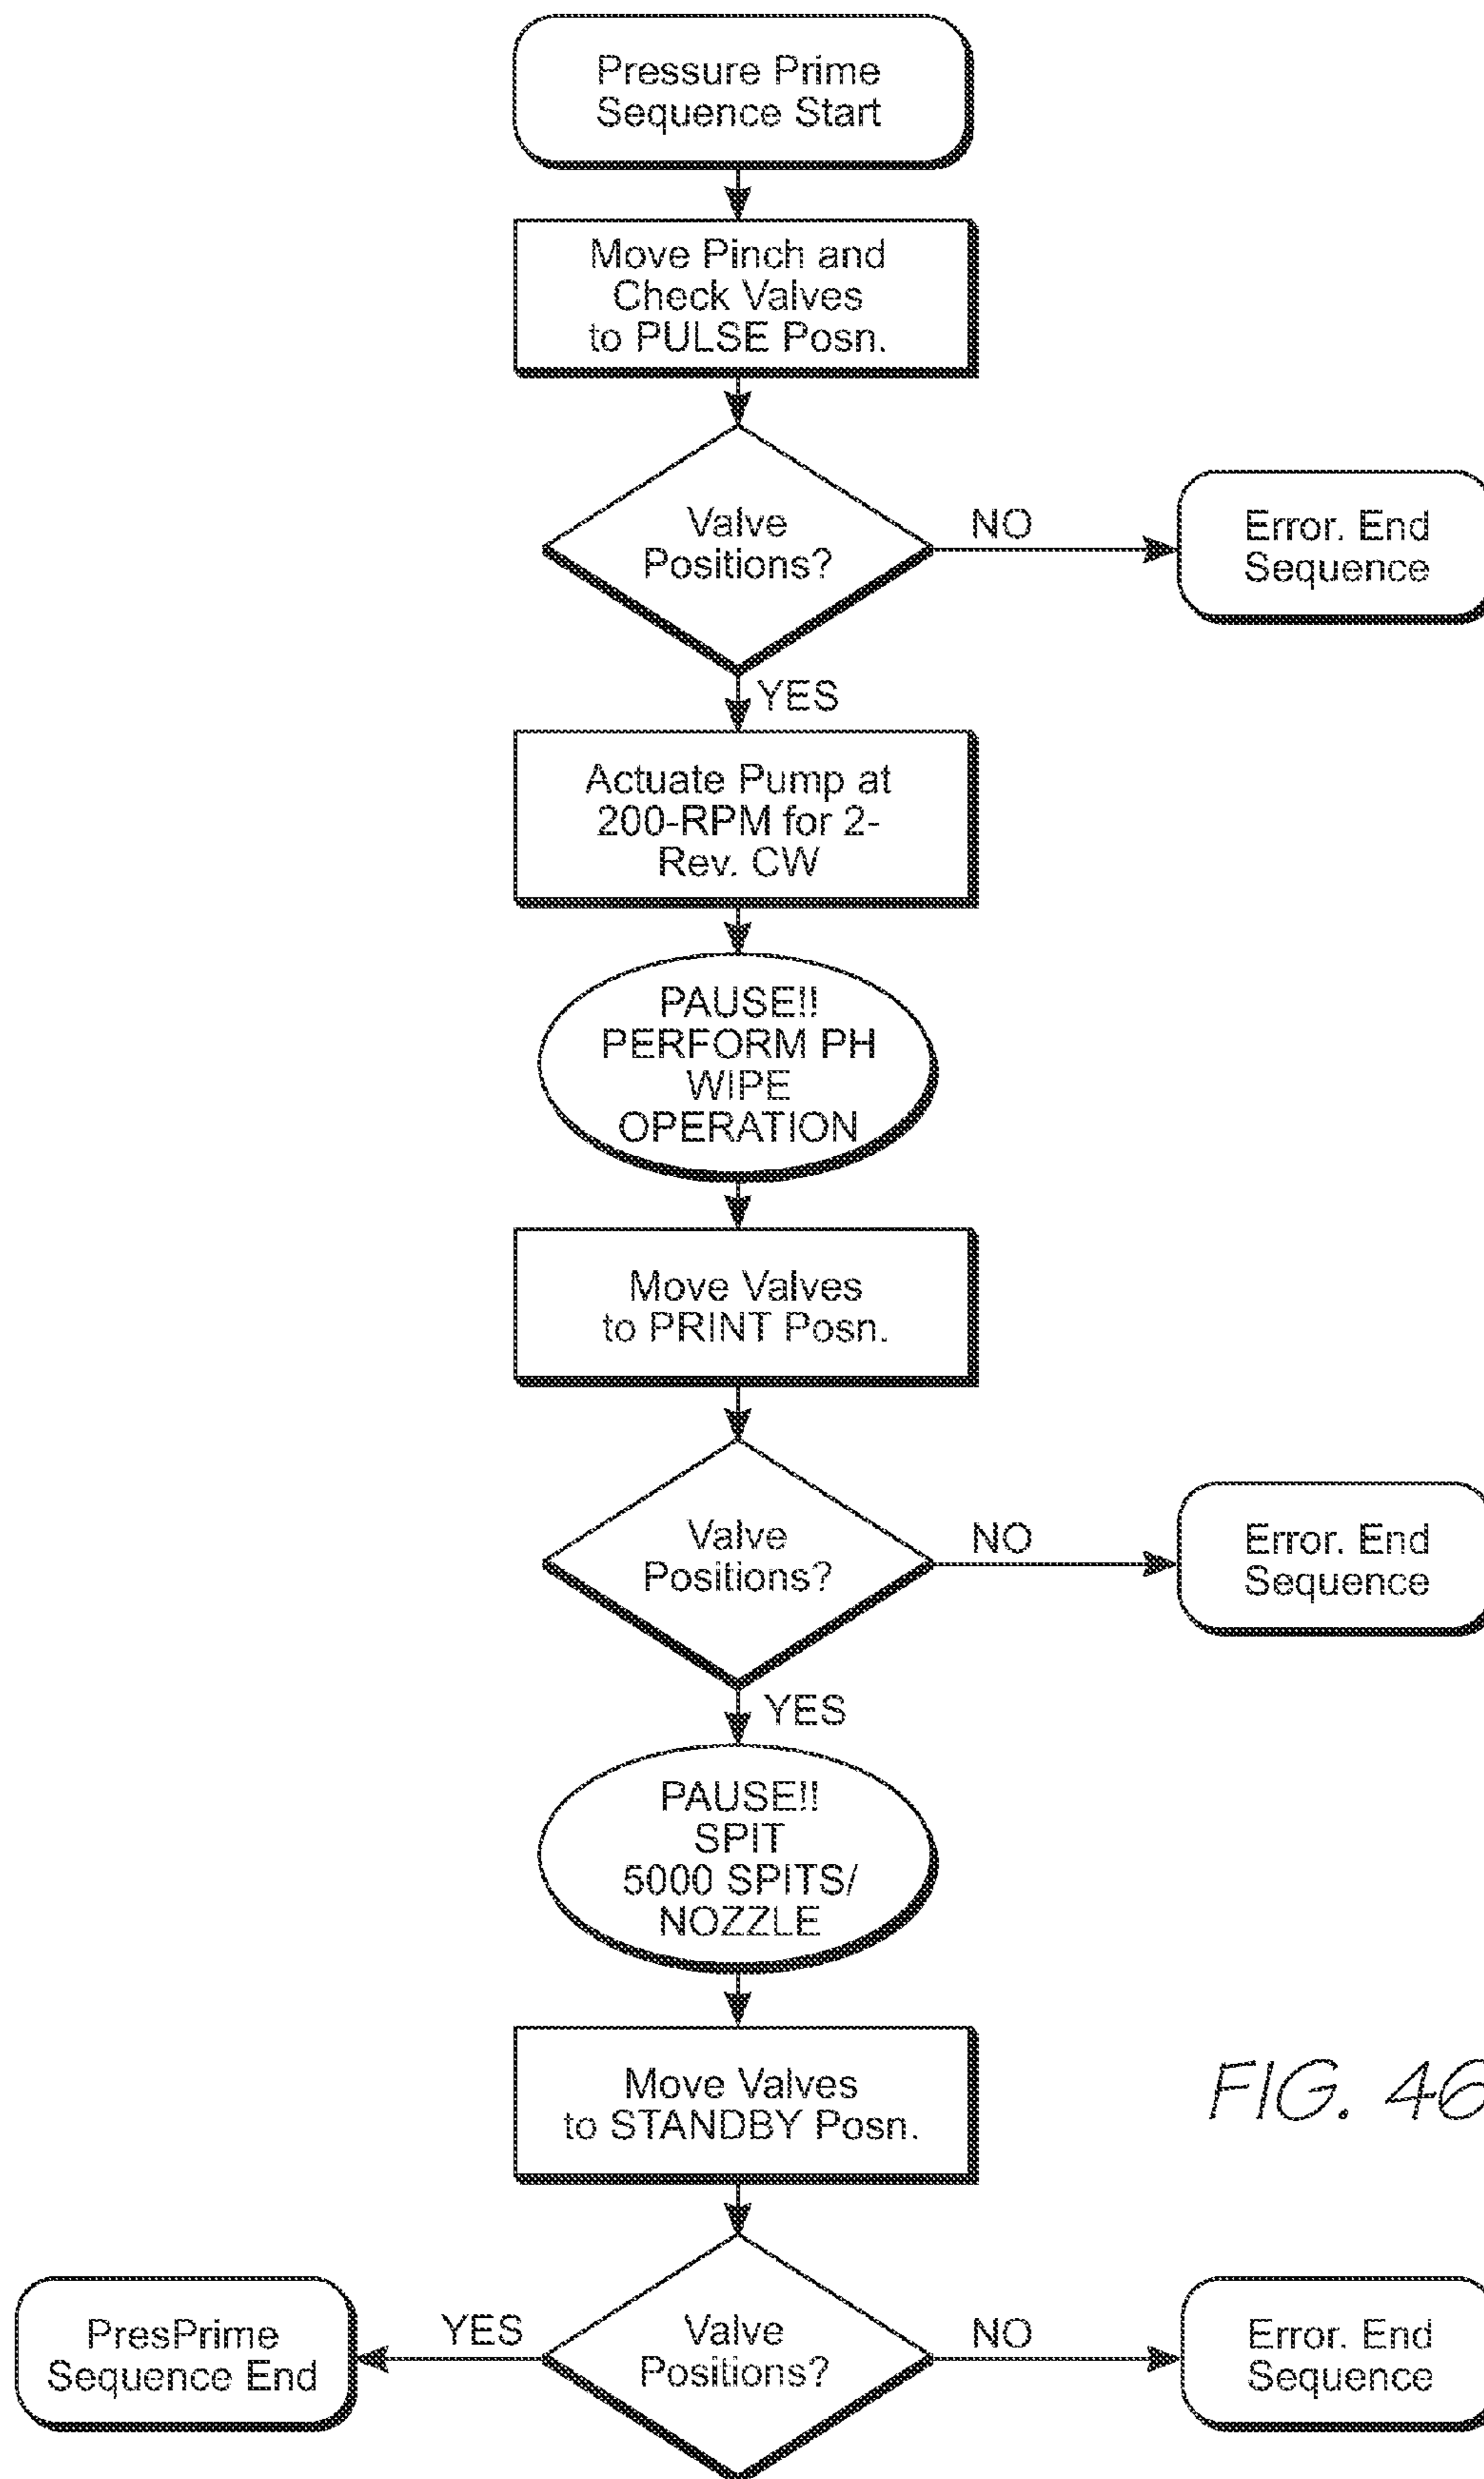 Pressure Prime
Sequence Start
Move Pinch and
Check Valves
to PULSE Posn.
Valve
Positions?
NO
Error. End
Sequence
YES
Actuate Pump at
200-RPM for 2-
Rev. CW
PAUSE!!
PERFORM PH
WIPE
OPERATION
Move Valves
to PRINT Posn.
Valve
Positions?
NO
Error. End
Sequence
YES
PAUSE!!
SPIT
5000 SPITS/
NOZZLE
Move Valves
to STANDBY Posn.
FIG. 46
Valve
Positions?
YES
PresPrime
Sequence End
NO
Error. End
Sequence